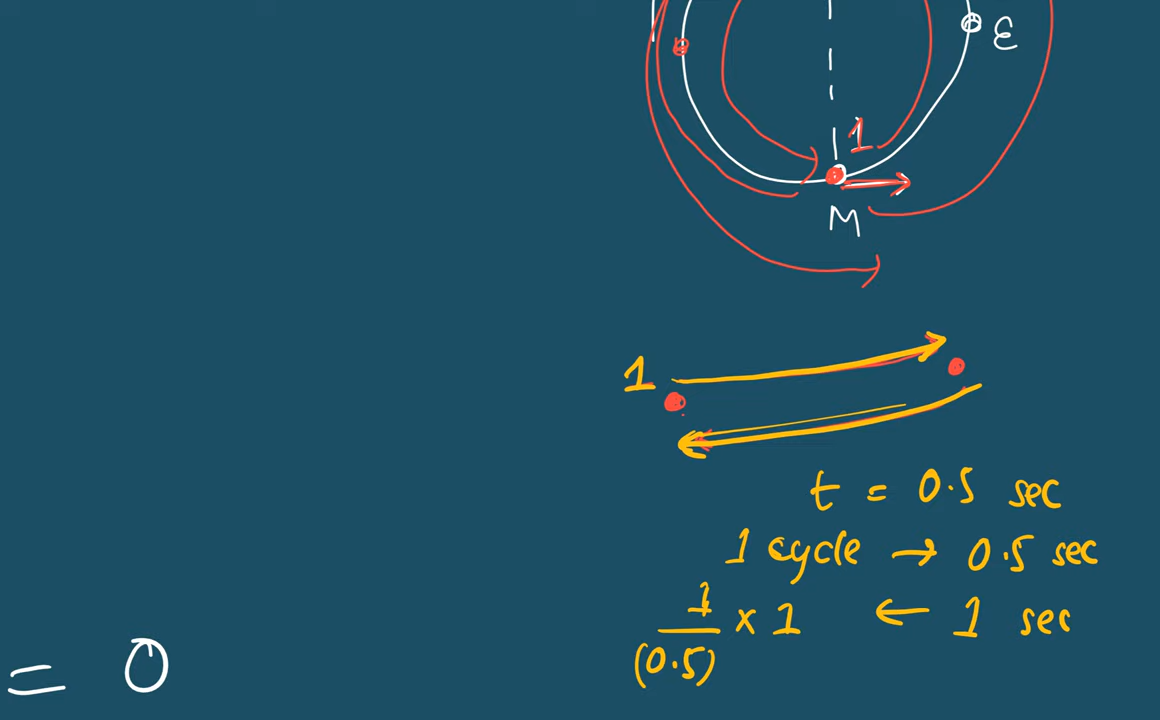 ε
1
M
1
t = 0.5 sec
1 cycle → 0.5 sec
1/(0.5) × 1 ← 1 sec
= 0